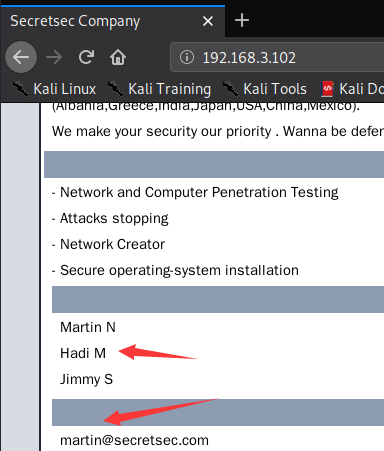 Secretsec Company
192.168.3.102
Kali Linux Kali Training Kali Tools Kali Do
(Albania,Greece,India,Japan,USA,China,Mexico).
We make your security our priority . Wanna be defen
- Network and Computer Penetration Testing
- Attacks stopping
- Network Creator
- Secure operating-system installation
Martin N
Hadi M
Jimmy S
martin@secretsec.com